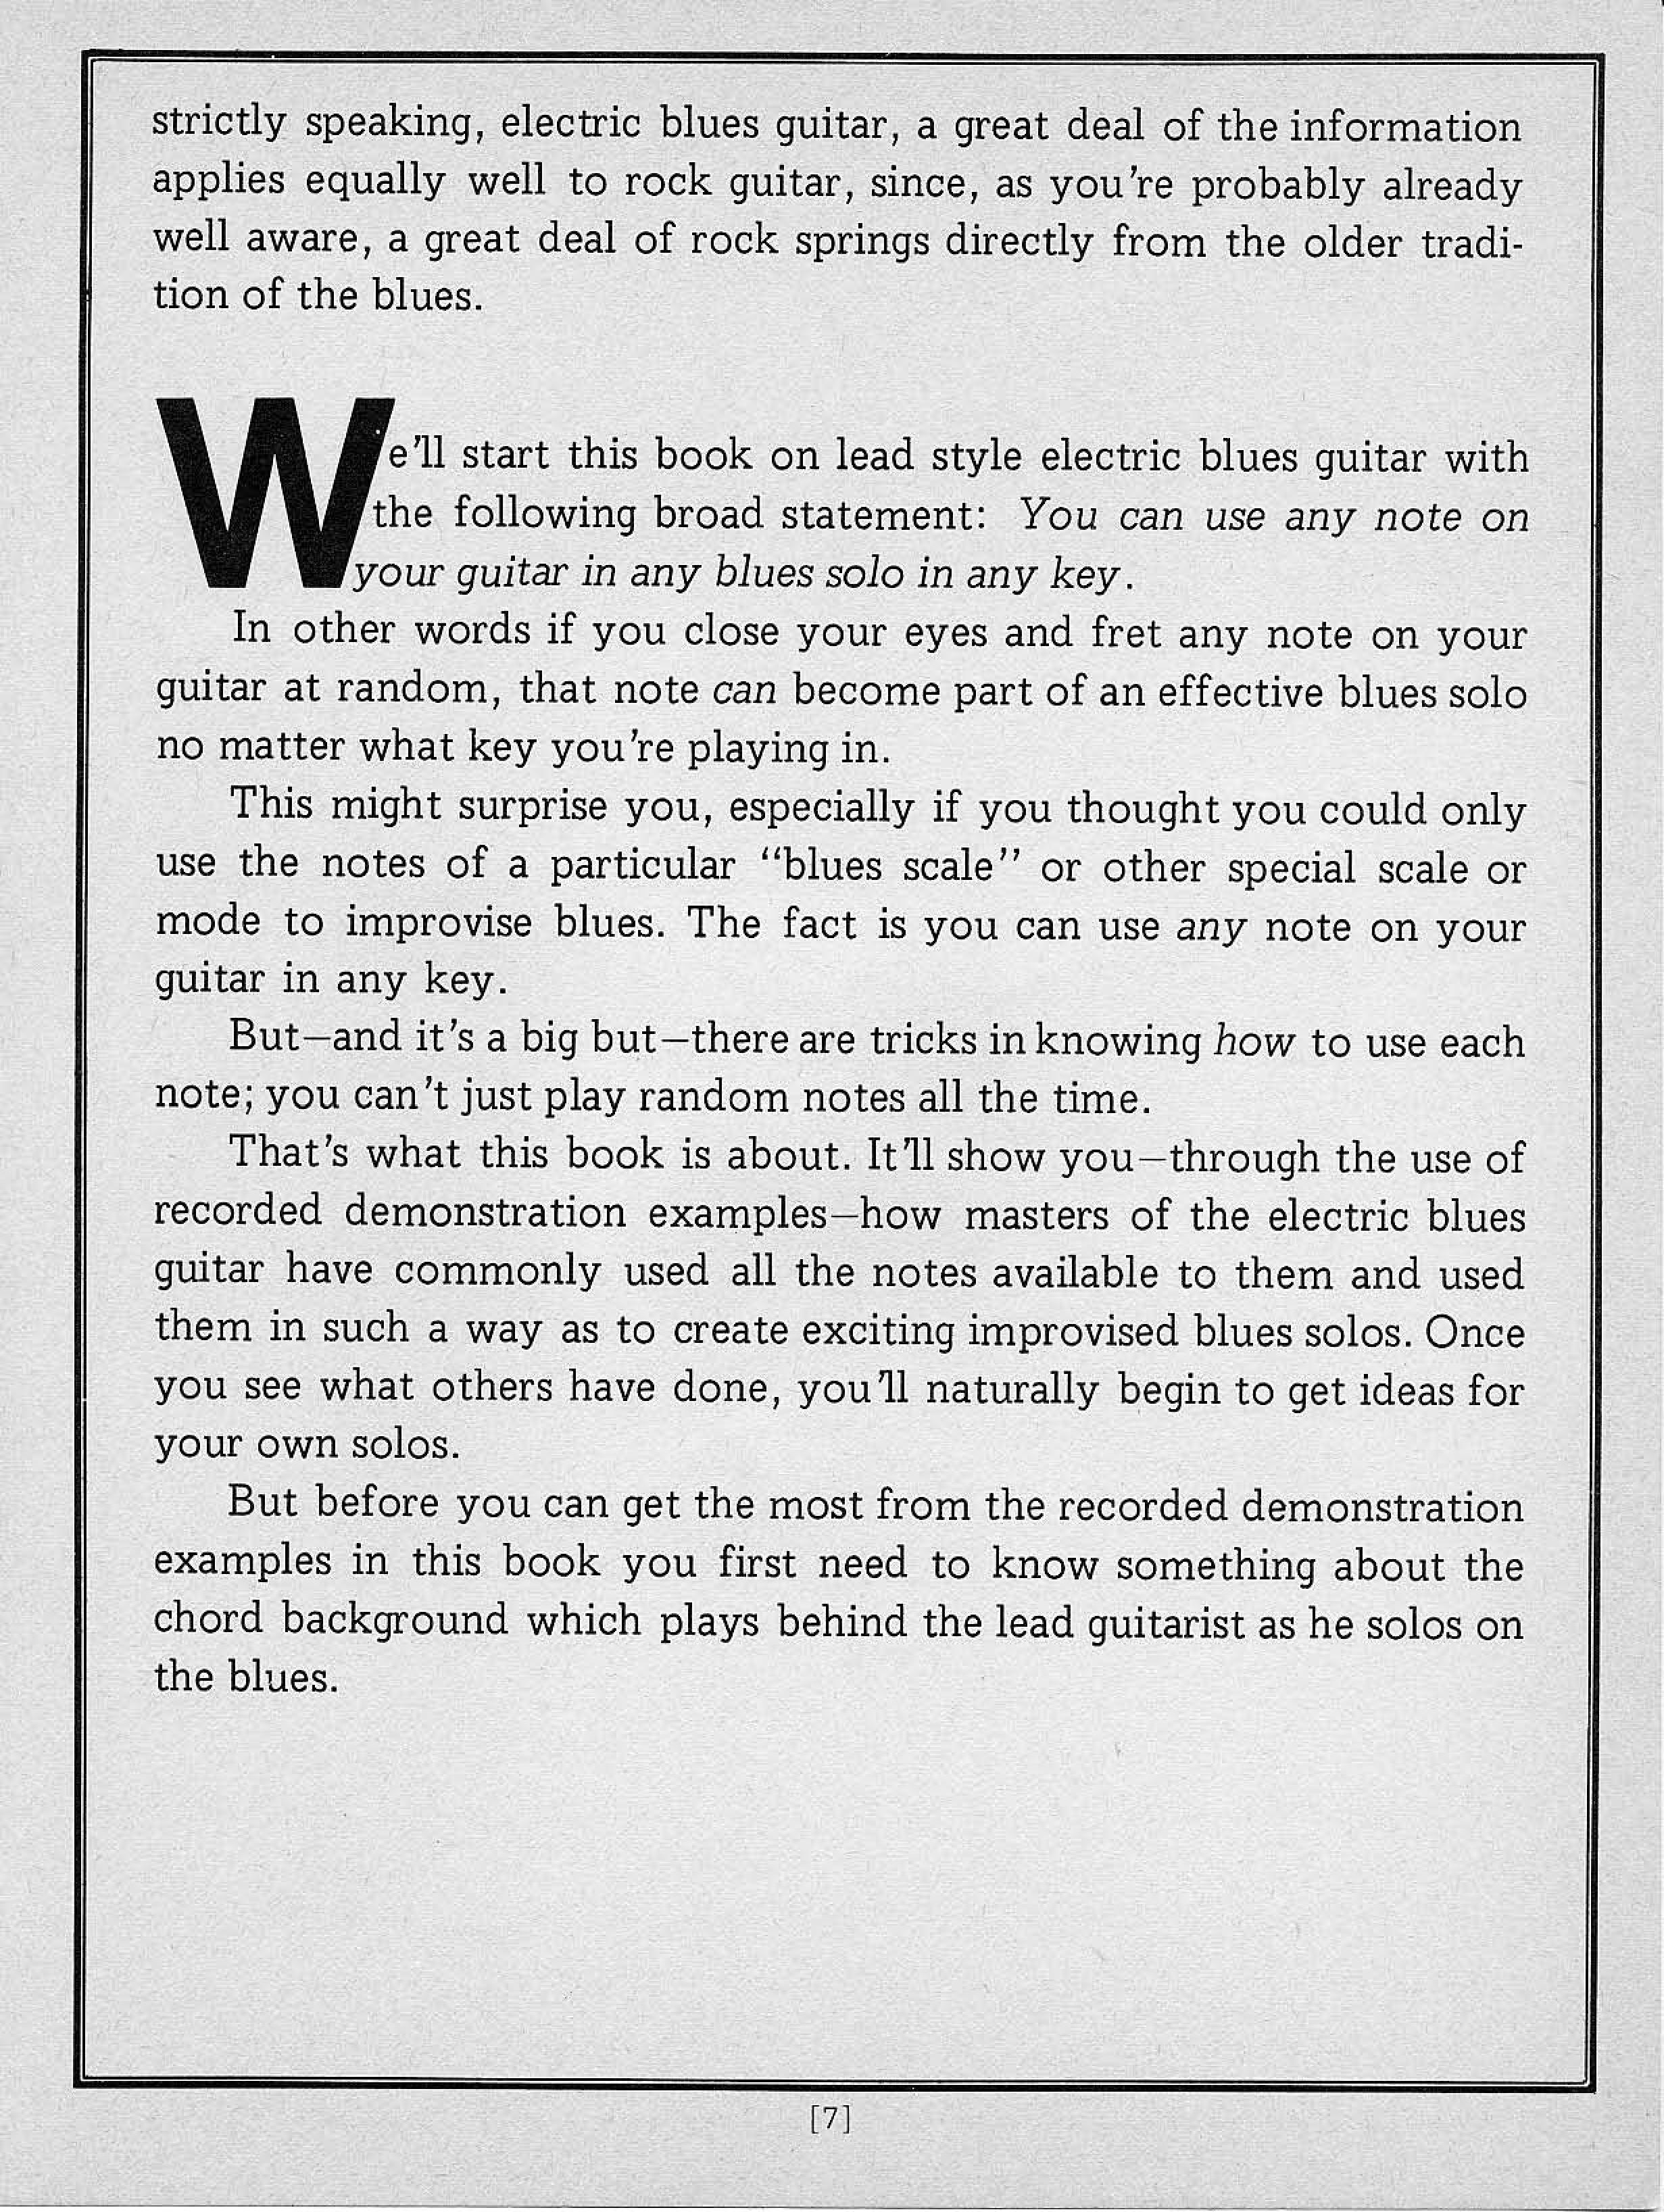 strictly speaking, electric blues guitar, a great deal of the information
applies equally well to rock guitar, since, as you're probably already
well aware, a great deal of rock springs directly from the older tradi-
tion of the blues.
We'll start this book on lead style electric blues guitar with
the following broad statement: You can use any note on
your guitar in any blues solo in any key.
In other words if you close your eyes and fret any note on your
guitar at random, that note can become part of an effective blues solo
no matter what key you're playing in.
This might surprise you, especially if you thought you could only
use the notes of a particular “blues scale” or other special scale or
mode to improvise blues. The fact is you can use any note on your
guitar in any key.
But—and it's a big but—there are tricks in knowing how to use each
note; you can't just play random notes all the time.
That's what this book is about. It'll show you—through the use of
recorded demonstration examples—how masters of the electric blues
guitar have commonly used all the notes available to them and used
them in such a way as to create exciting improvised blues solos. Once
you see what others have done, you'll naturally begin to get ideas for
your own solos.
But before you can get the most from the recorded demonstration
examples in this book you first need to know something about the
chord background which plays behind the lead guitarist as he solos on
the blues.
[7]